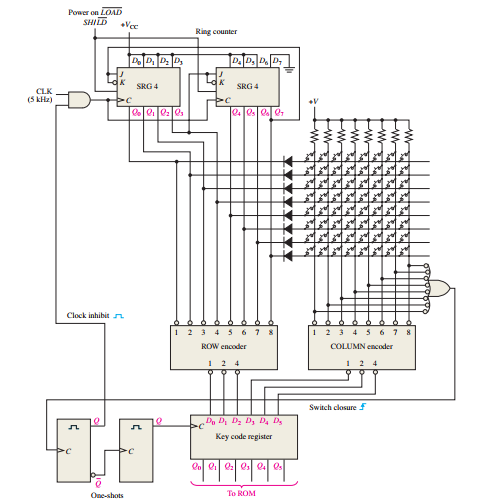 Power on LOAD
SH/LD
+VCC
Ring counter
D0 D1 D2 D3
D4 D5 D6 D7
J
K
SRG 4
C
J
K
SRG 4
C
CLK
(5 kHz)
Q0 Q1 Q2 Q3
Q4 Q5 Q6 Q7
+V
Clock inhibit
1 2 3 4 5 6 7 8
ROW encoder
1 2 4
1 2 3 4 5 6 7 8
COLUMN encoder
1 2 4
Switch closure
Q
C
Q
Q
C
C
D0 D1 D2 D3 D4 D5
Key code register
Q0 Q1 Q2 Q3 Q4 Q5
One-shots
To ROM